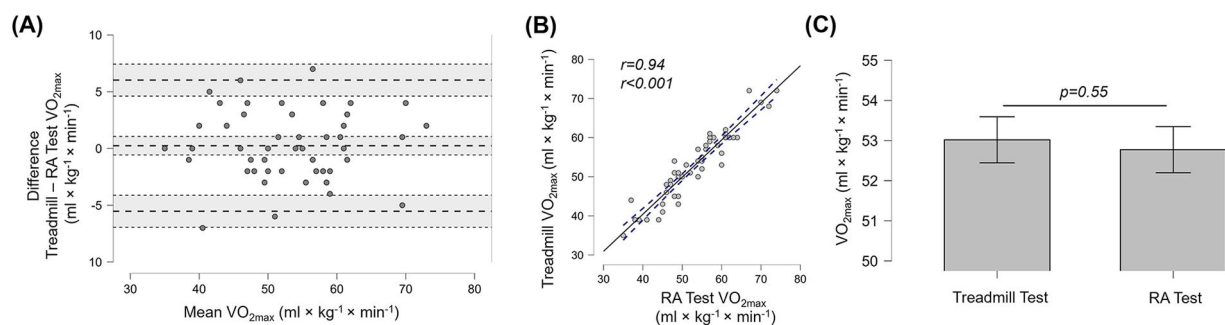 (A)
Difference
Treadmill – RA Test VO2max
(ml × kg-1 × min-1)
10
5
0
-5
10
30
40
50
60
70
80
Mean VO2max (ml × kg-1 × min-1)
(B)
Treadmill VO2max (ml × kg-1 × min-1)
r=0.94
r<0.001
80
70
60
50
40
30
30
40
50
60
70
80
RA Test VO2max
(ml × kg-1 × min-1)
(C)
VO2max (ml × kg-1 × min-1)
55
54
53
52
51
50
p=0.55
Treadmill Test
RA Test